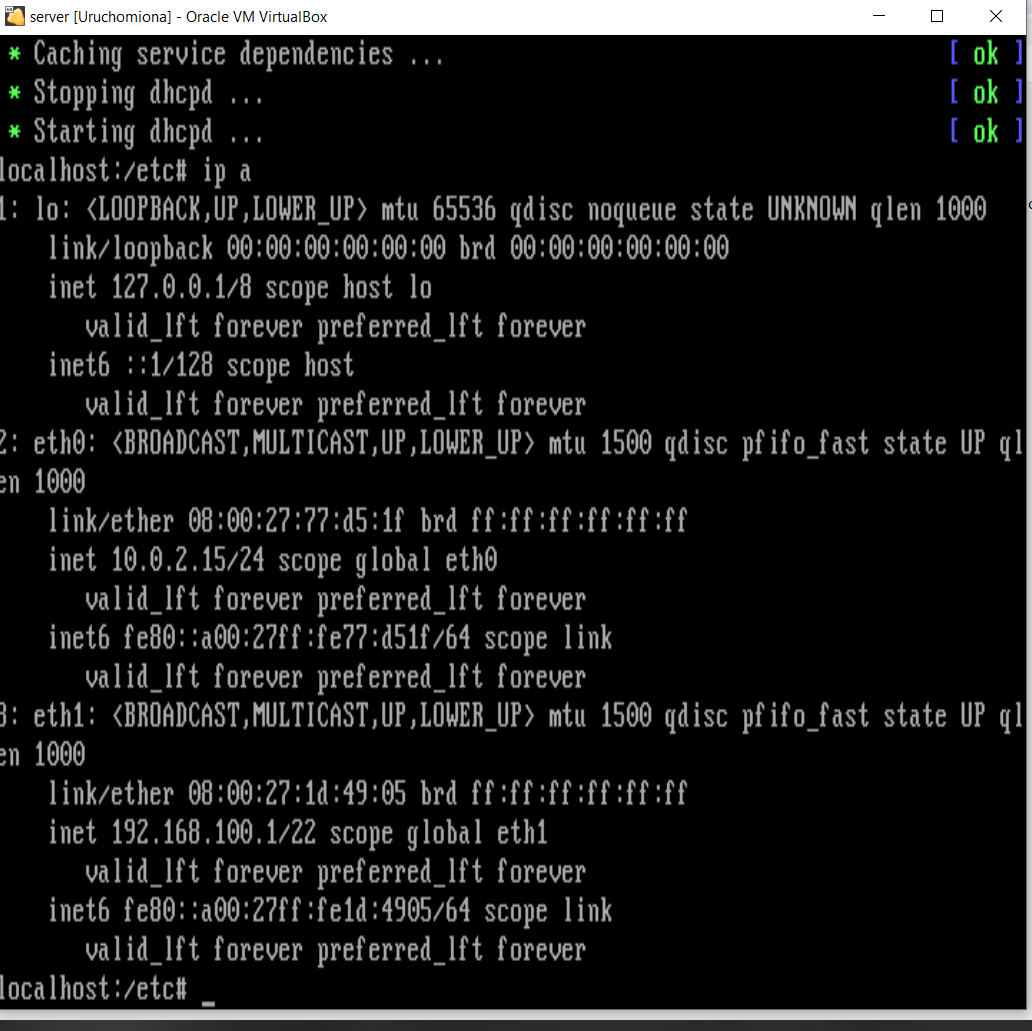 server [Uruchomiona] - Oracle VM VirtualBox
* Caching service dependencies ... [ ok ]
* Stopping dhcpd ... [ ok ]
* Starting dhcpd ... [ ok ]
localhost:/etc# ip a
1: lo: <LOOPBACK,UP,LOWER_UP> mtu 65536 qdisc noqueue state UNKNOWN qlen 1000
    link/loopback 00:00:00:00:00:00 brd 00:00:00:00:00:00
    inet 127.0.0.1/8 scope host lo
       valid_lft forever preferred_lft forever
    inet6 ::1/128 scope host
       valid_lft forever preferred_lft forever
2: eth0: <BROADCAST,MULTICAST,UP,LOWER_UP> mtu 1500 qdisc pfifo_fast state UP ql
en 1000
    link/ether 08:00:27:77:d5:1f brd ff:ff:ff:ff:ff:ff
    inet 10.0.2.15/24 scope global eth0
       valid_lft forever preferred_lft forever
    inet6 fe80::a00:27ff:fe77:d51f/64 scope link
       valid_lft forever preferred_lft forever
3: eth1: <BROADCAST,MULTICAST,UP,LOWER_UP> mtu 1500 qdisc pfifo_fast state UP ql
en 1000
    link/ether 08:00:27:1d:49:05 brd ff:ff:ff:ff:ff:ff
    inet 192.168.100.1/22 scope global eth1
       valid_lft forever preferred_lft forever
    inet6 fe80::a00:27ff:fe1d:4905/64 scope link
       valid_lft forever preferred_lft forever
localhost:/etc# _